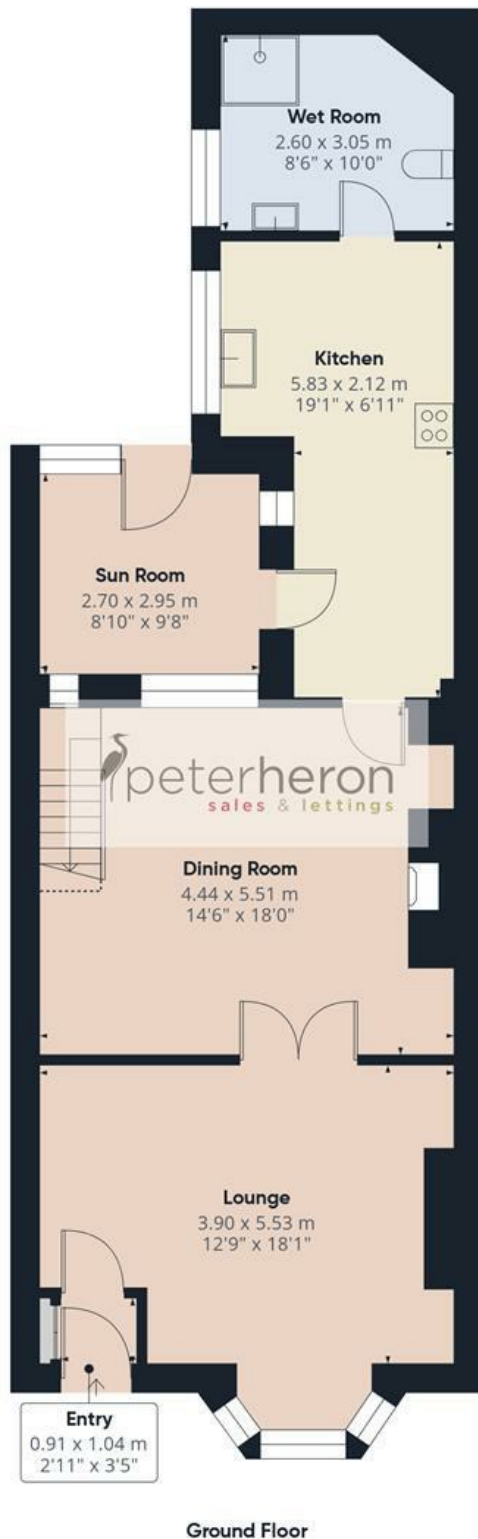 Wet Room
2.60 x 3.05 m
8'6" x 10'0"
Kitchen
5.83 x 2.12 m
19'1" x 6'11"
Sun Room
2.70 x 2.95 m
8'10" x 9'8"
peterheron
sales & lettings
Dining Room
4.44 x 5.51 m
14'6" x 18'0"
Lounge
3.90 x 5.53 m
12'9" x 18'1"
Entry
0.91 x 1.04 m
2'11" x 3'5"
Ground Floor